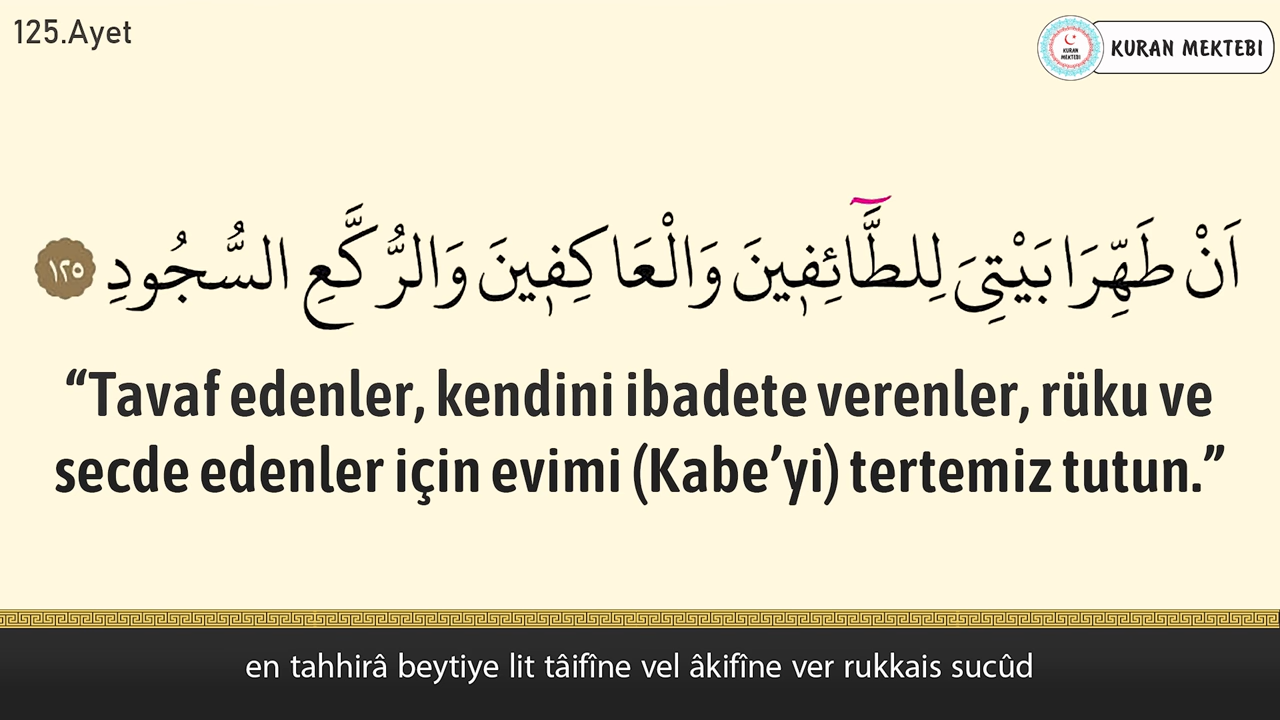 125.Ayet
KURAN MEKTEBİ
KURAN MEKTEBI
اَنْ طَهِّرَا بَيْتِىَ لِلطَّٓائِفٖينَ وَالْعَاكِفٖينَ وَالرُّكَّعِ السُّجُودِ ١٢٥
“Tavaf edenler, kendini ibadete verenler, rüku ve
secde edenler için evimi (Kabe’yi) tertemiz tutun.”
en tahhirâ beytiye lit tâifîne vel âkifîne ver rukkais sucûd